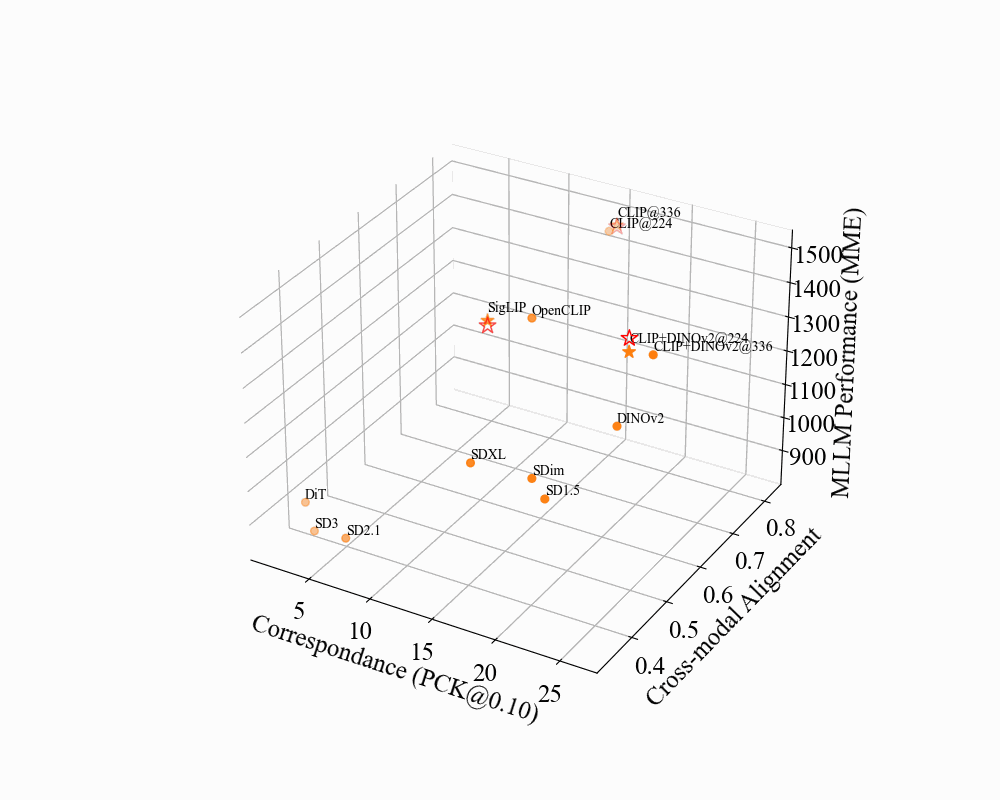 CLIP@336
CLIP@224
SigLIP
OpenCLIP
CLIP+DINOv2@224
CLIP+DINOv2@336
DINOv2
SDXL
SDim
SD1.5
DiT
SD3
SD2.1
1500
1400
1300
1200
1100
1000
900
MLLM Performance (MME)
0.8
0.7
0.6
0.5
0.4
Cross-modal Alignment
5
10
15
20
25
Correspondance (PCK@0.10)